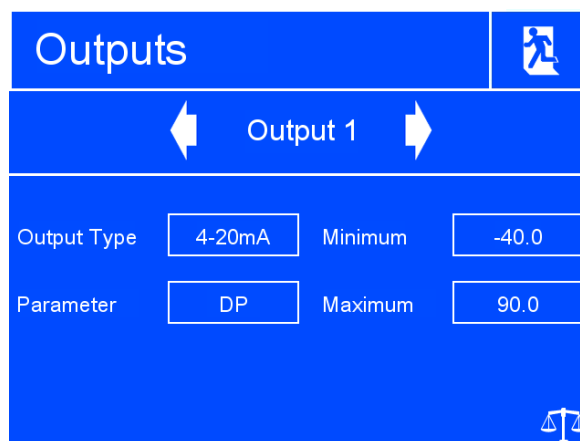 Outputs
Output 1
Output Type 4-20mA Minimum -40.0
Parameter DP Maximum 90.0